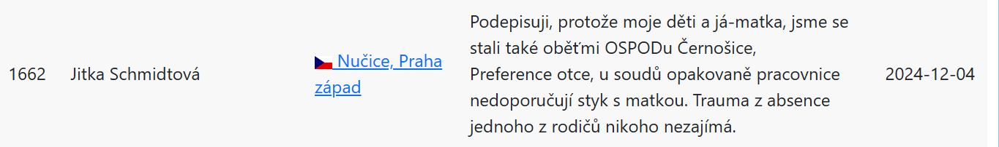 1662 Jitka Schmidtová Nučice, Praha západ Podepisuji, protože moje děti a já-matka, jsme se
stali také oběťmi OSPODu Černošice,
Preference otce, u soudů opakovaně pracovnice
nedoporučují styk s matkou. Trauma z absence
jednoho z rodičů nikoho nezajímá. 2024-12-04